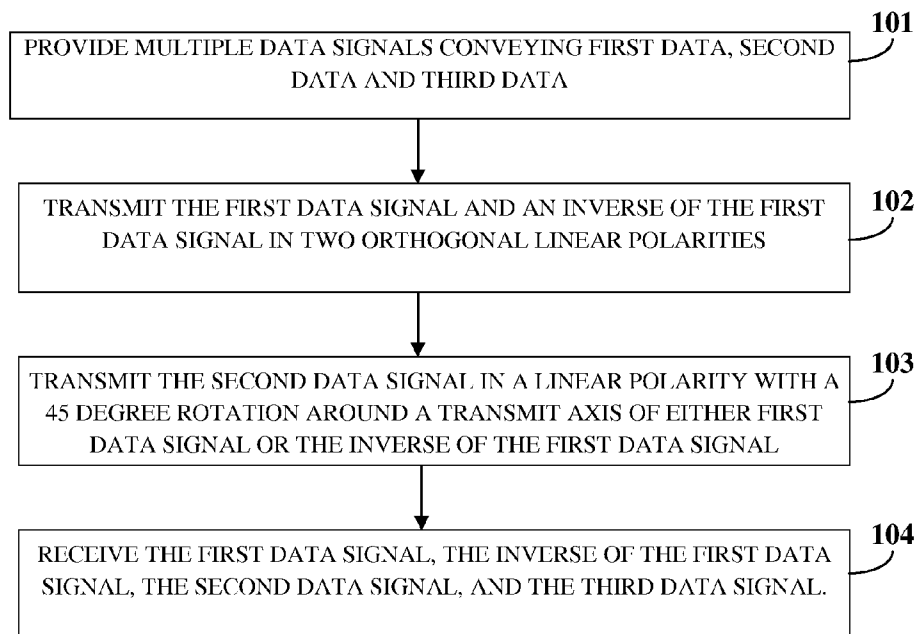 101
PROVIDE MULTIPLE DATA SIGNALS CONVEYING FIRST DATA, SECOND
DATA AND THIRD DATA
102
TRANSMIT THE FIRST DATA SIGNAL AND AN INVERSE OF THE FIRST
DATA SIGNAL IN TWO ORTHOGONAL LINEAR POLARITIES
103
TRANSMIT THE SECOND DATA SIGNAL IN A LINEAR POLARITY WITH A
45 DEGREE ROTATION AROUND A TRANSMIT AXIS OF EITHER FIRST
DATA SIGNAL OR THE INVERSE OF THE FIRST DATA SIGNAL
104
RECEIVE THE FIRST DATA SIGNAL, THE INVERSE OF THE FIRST DATA
SIGNAL, THE SECOND DATA SIGNAL, AND THE THIRD DATA SIGNAL.